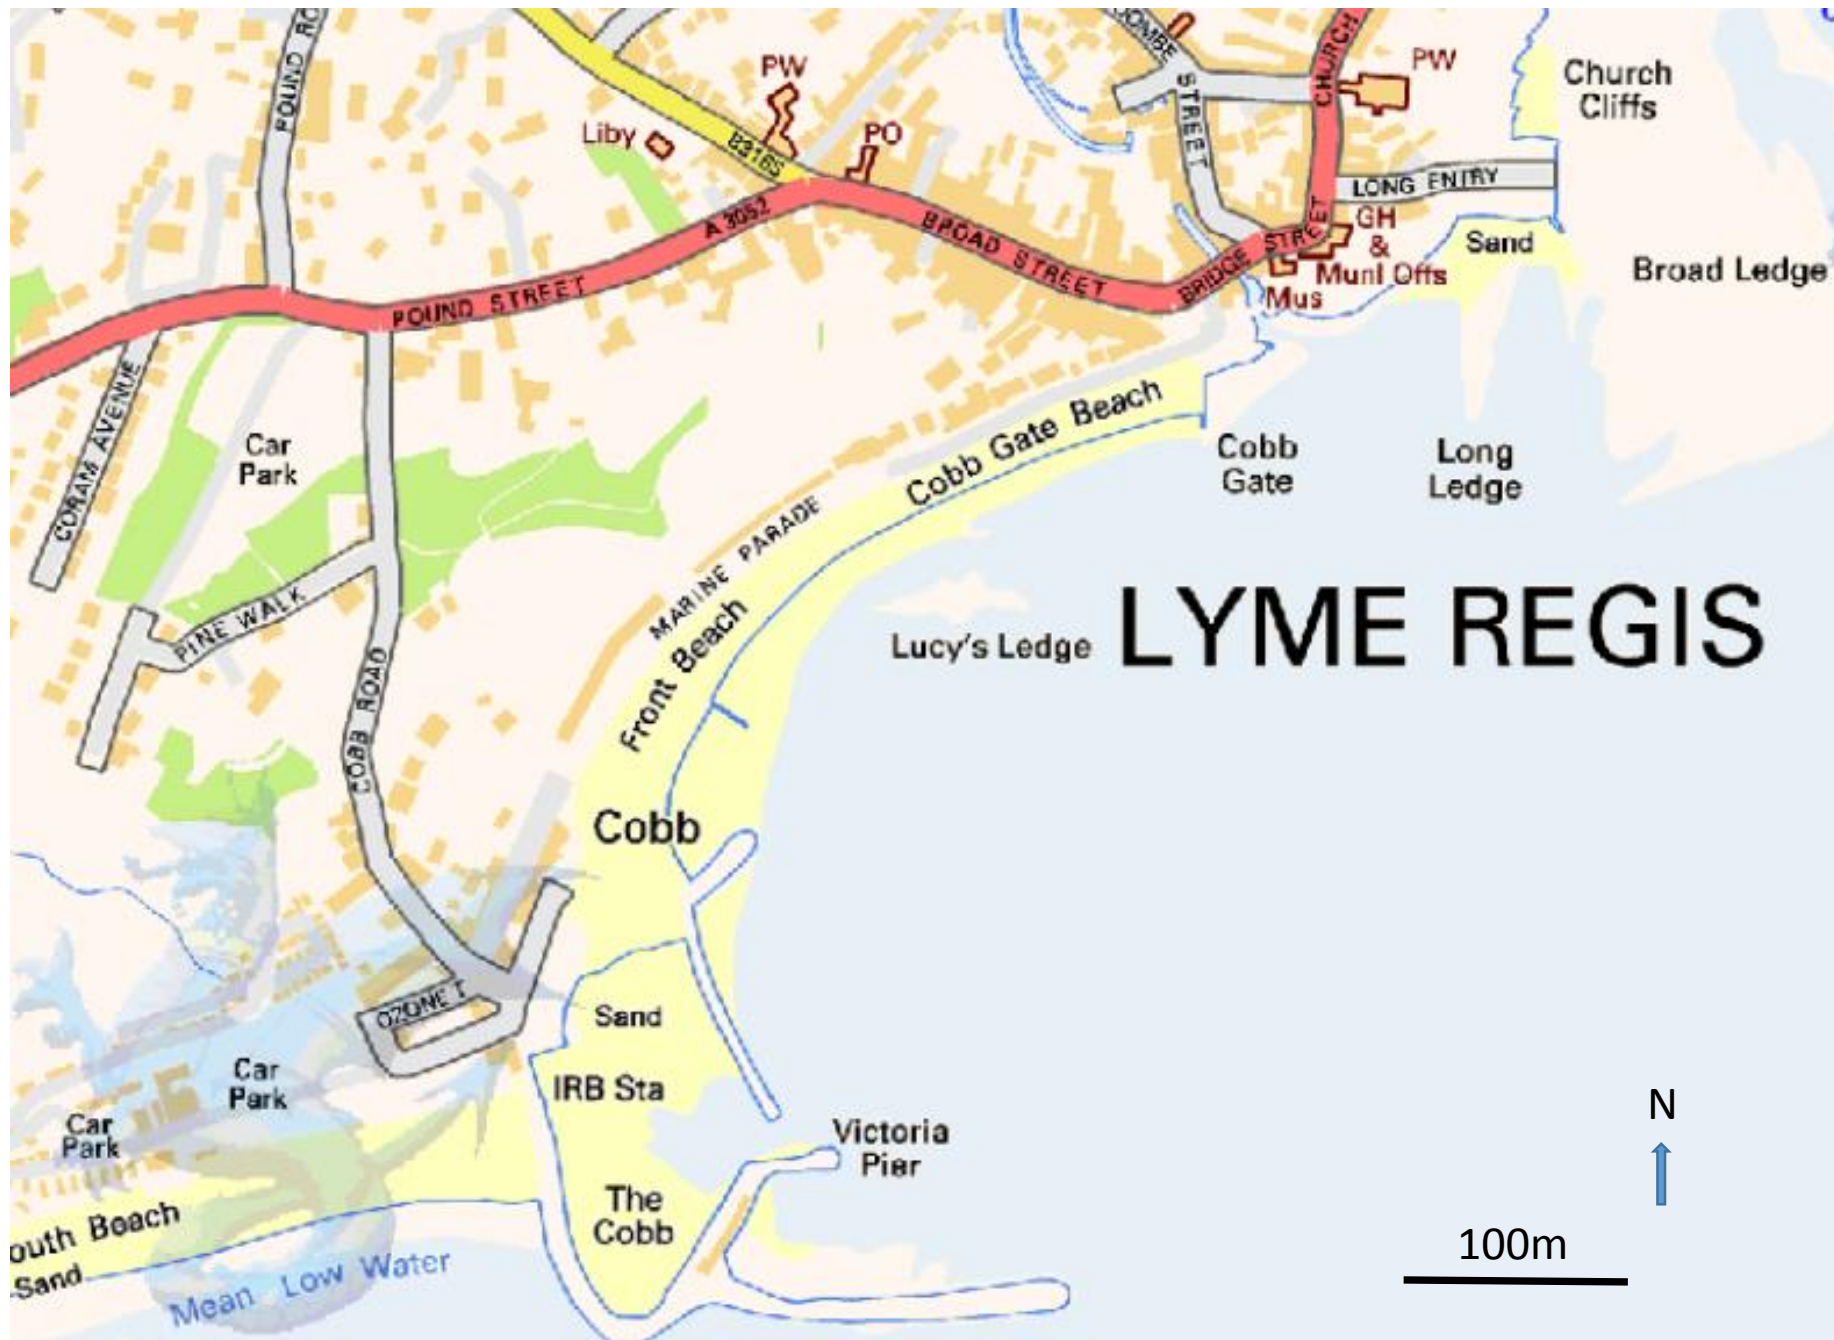 POUND RO
OOMBE
STREET
CHURCH
PW
PW
Church
Cliffs
Liby
B3165
PO
LONG ENTRY
A 3052
BROAD STREET
BRIDGE STREET
GH
&
Munl Offs
Mus
Sand
Broad Ledge
POUND STREET
CORAM AVENUE
Car
Park
Cobb Gate Beach
Cobb
Gate
Long
Ledge
MARINE PARADE
PINE WALK
Front Beach
Lucy's Ledge
LYME REGIS
COBB ROAD
Cobb
OZONE T
Sand
Car
Park
IRB Sta
Car
Park
Victoria
Pier
N
The
Cobb
outh Beach
Sand
Mean Low Water
100m